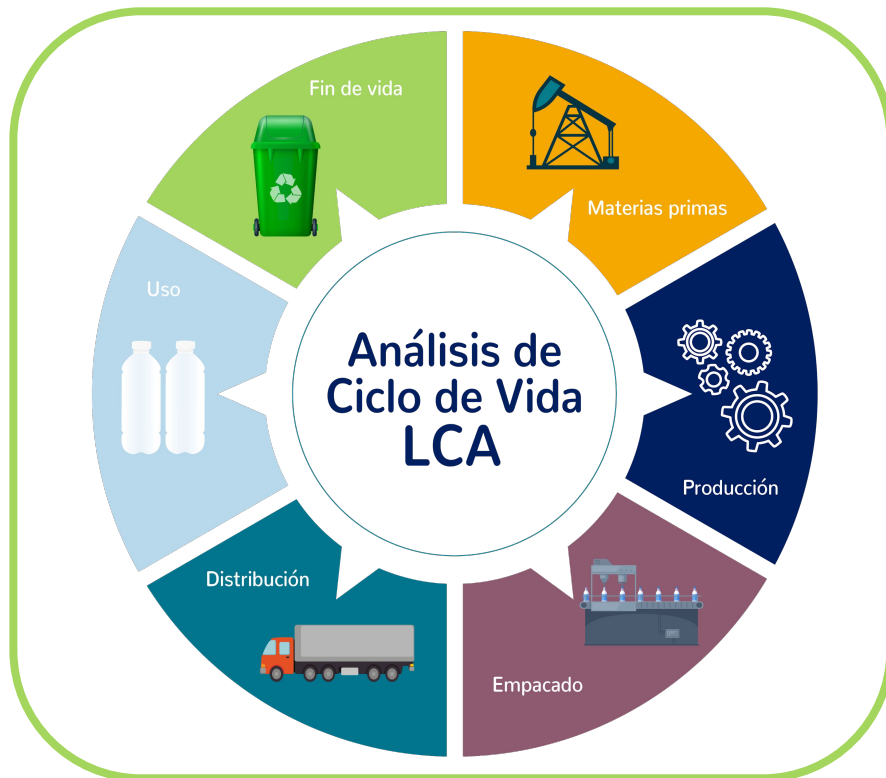 Fin de vida
Materias primas
Uso
Análisis de
Ciclo de Vida
LCA
Producción
Distribución
Empacado